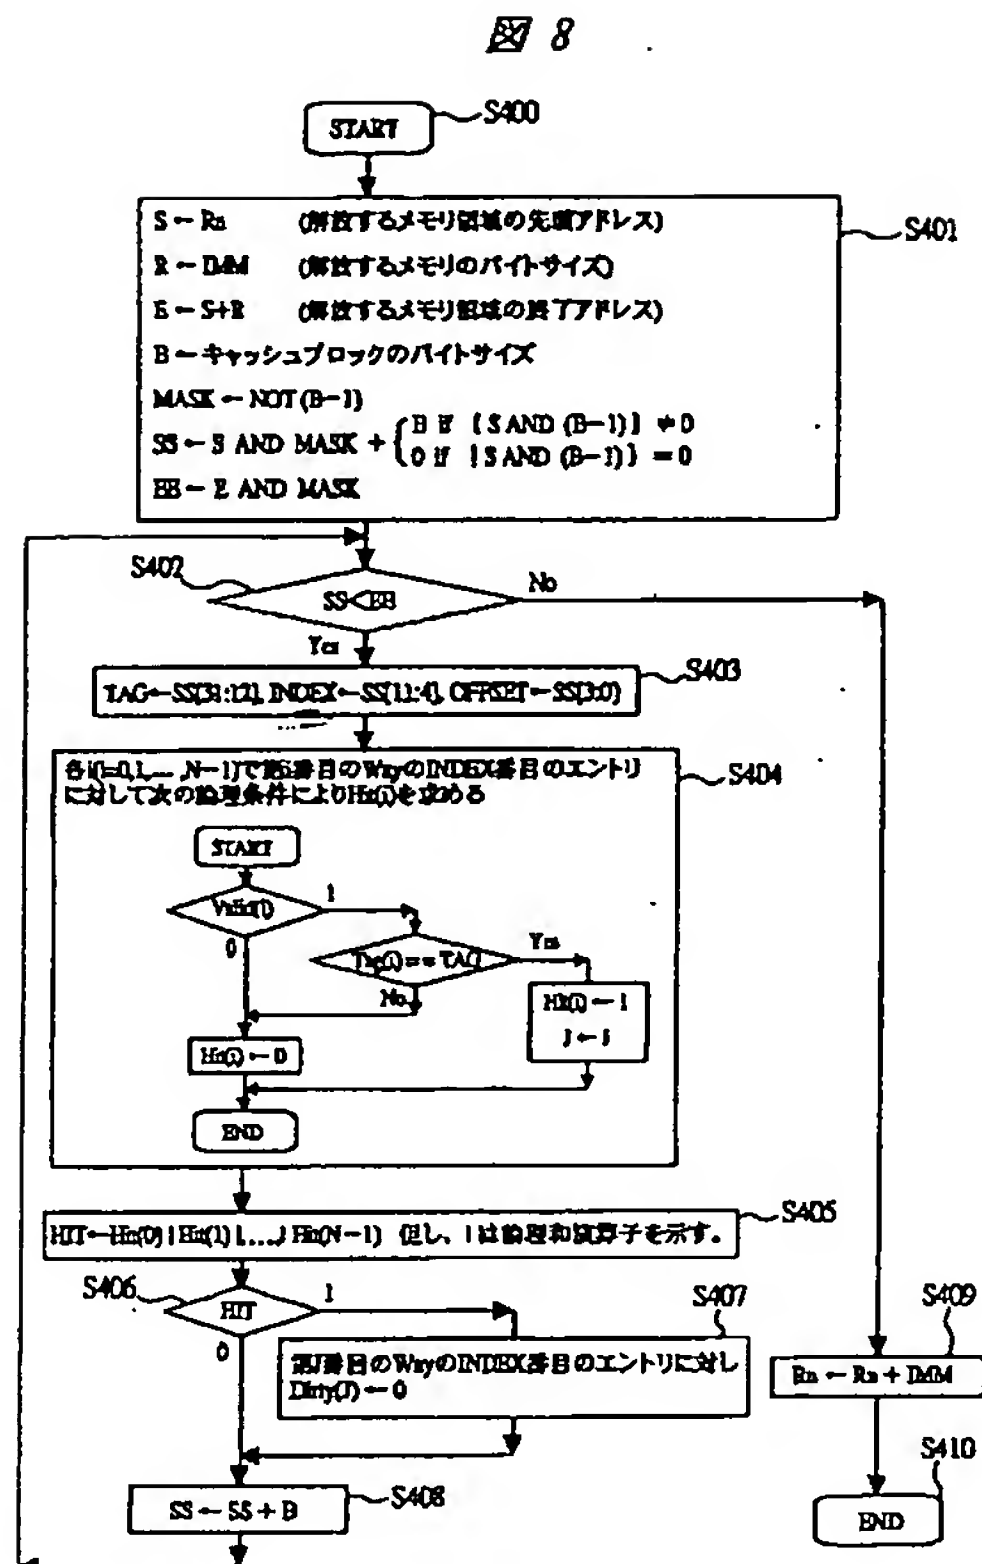 図 8
START
S400
S401
S ← Rn (解放するメモリ領域の先頭アドレス)
R ← IMM (解放するメモリのバイトサイズ)
E ← S+R (解放するメモリ領域の終了アドレス)
B ← キャッシュブロックのバイトサイズ
MASK ← NOT (B-1)
SS ← S AND MASK + { B if [S AND (B-1)] ≠ 0
0 if [S AND (B-1)] = 0
EE ← E AND MASK
S402
SS<EE
No
Yes
S403
TAG←SS[31:12], INDEX←SS[11:4], OFFSET←SS[3:0]
S404
各i(i=0,1,... ,N-1)で第i番目のWayのINDEX番目のエントリ
に対して次の論理条件によりHit(i)を求める
START
Valid(i)
1
0
Tag(i) == TAG
Yes
No
Hit(i) ← 1
J ← i
Hit(i) ← 0
END
S405
HIT←Hit(0) | Hit(1) |,...,| Hit(N-1) 但し、| は論理和演算子を示す。
S406
HIT
1
0
S407
第J番目のWayのINDEX番目のエントリに対し
Dirty(J) ← 0
S408
SS ← SS + B
S409
Rn ← Rn + IMM
S410
END